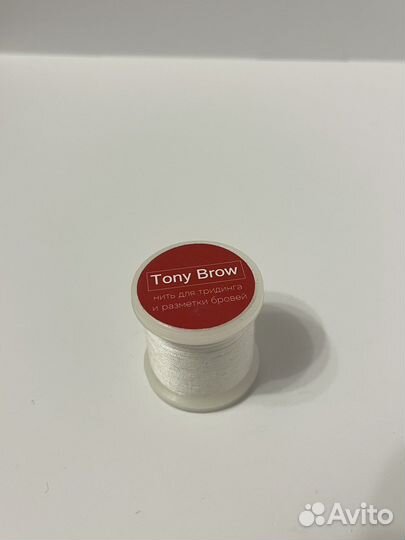 Tony Brow
нить для тридинга
и разметки бровей
Avito